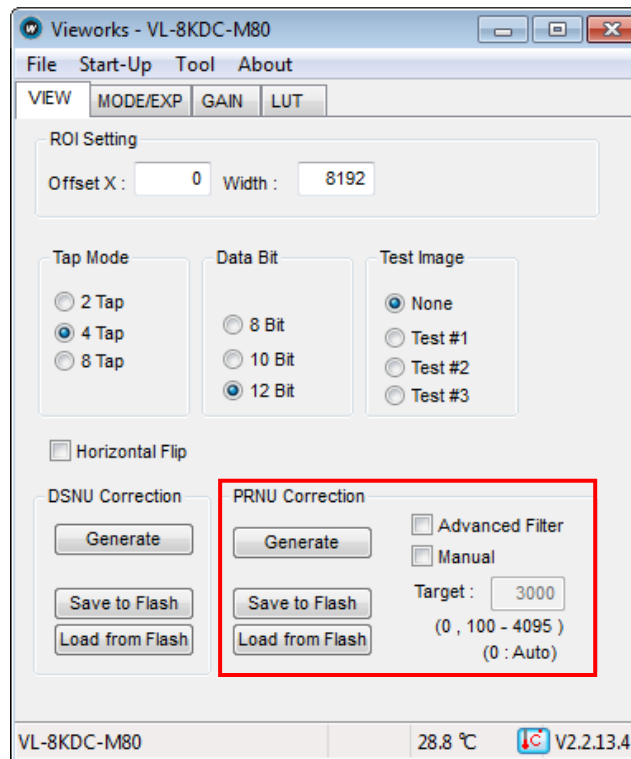 Vieworks - VL-8KDC-M80
File Start-Up Tool About
VIEW MODE/EXP GAIN LUT
ROI Setting
Offset X : 0 Width : 8192
Tap Mode
2 Tap
4 Tap
8 Tap
Data Bit
8 Bit
10 Bit
12 Bit
Test Image
None
Test #1
Test #2
Test #3
Horizontal Flip
DSNU Correction
Generate
Save to Flash
Load from Flash
PRNU Correction
Generate
Save to Flash
Load from Flash
Advanced Filter
Manual
Target : 3000
(0 , 100 - 4095 )
(0 : Auto)
VL-8KDC-M80 28.8 ℃ C V2.2.13.4